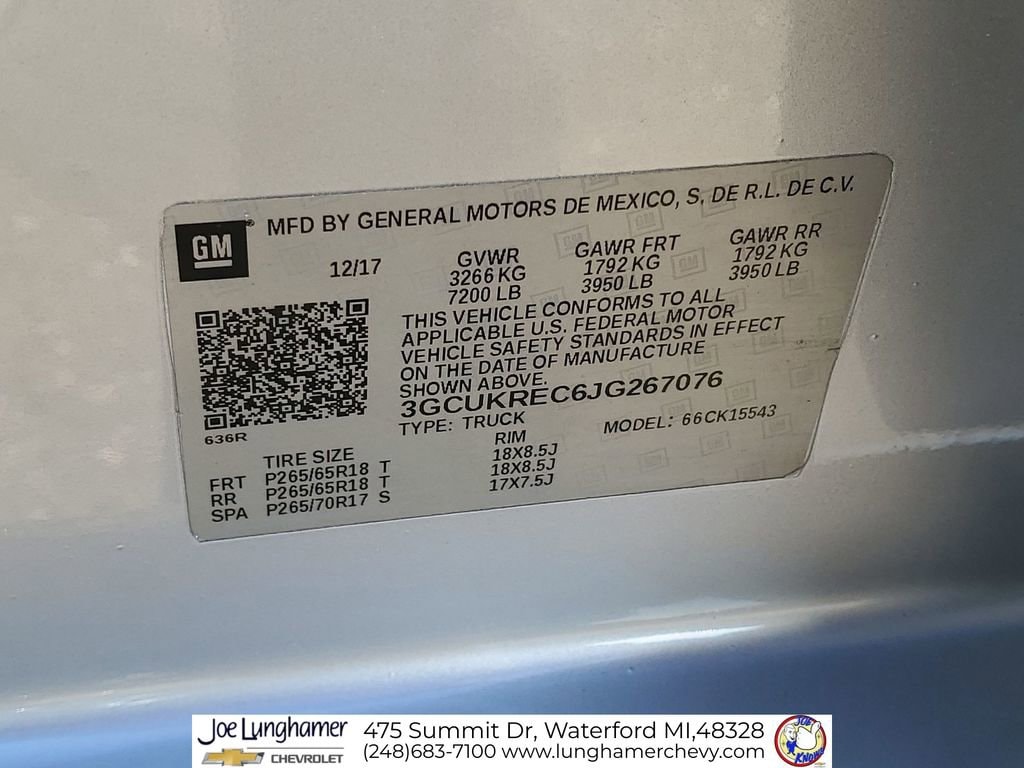 GM
MFD BY GENERAL MOTORS DE MEXICO, S. DE R.L. DE C.V.
12/17
GVWR GAWR FRT GAWR RR
3266 KG 1792 KG 1792 KG
7200 LB 3950 LB 3950 LB
THIS VEHICLE CONFORMS TO ALL
APPLICABLE U.S. FEDERAL MOTOR
VEHICLE SAFETY STANDARDS IN EFFECT
ON THE DATE OF MANUFACTURE
SHOWN ABOVE.
3GCUKREC6JG267076
TYPE: TRUCK MODEL: 66CK15543
636R
TIRE SIZE RIM
FRT P265/65R18 T 18X8.5J
RR P265/65R18 T 18X8.5J
SPA P265/70R17 S 17X7.5J
Joe Lunghamer
CHEVROLET
475 Summit Dr, Waterford MI,48328
(248)683-7100 www.lunghamerchevy.com
JOE
KNOWS